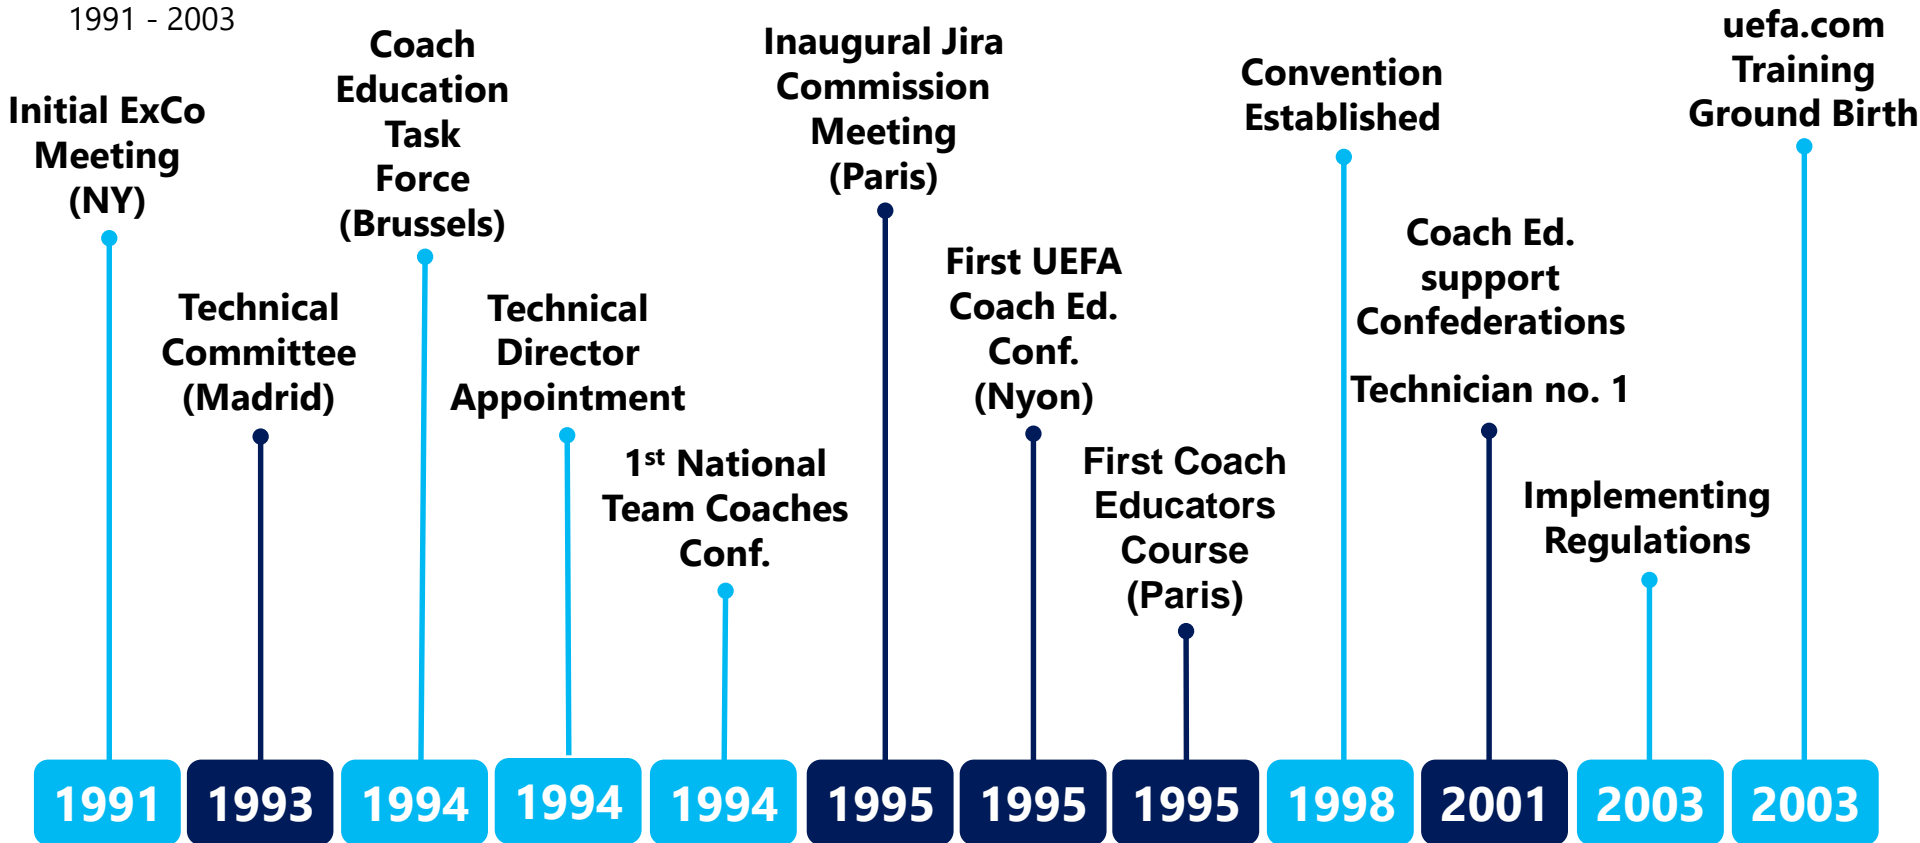 1991 - 2003
Initial ExCo
Meeting
(NY)
Technical
Committee
(Madrid)
Coach
Education
Task
Force
(Brussels)
Technical
Director
Appointment
1st National
Team Coaches
Conf.
Inaugural Jira
Commission
Meeting
(Paris)
First UEFA
Coach Ed.
Conf.
(Nyon)
First Coach
Educators
Course
(Paris)
Convention
Established
Coach Ed.
support
Confederations
Technician no. 1
Implementing
Regulations
uefa.com
Training
Ground Birth
1991
1993
1994
1994
1994
1995
1995
1995
1998
2001
2003
2003